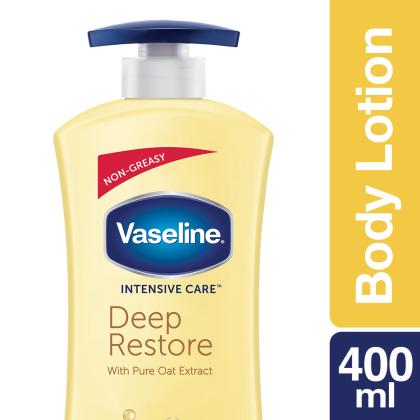 NON-GREASY
Vaseline®
INTENSIVE CARE™
Deep
Restore
With Pure Oat Extract
Body Lotion
400
ml